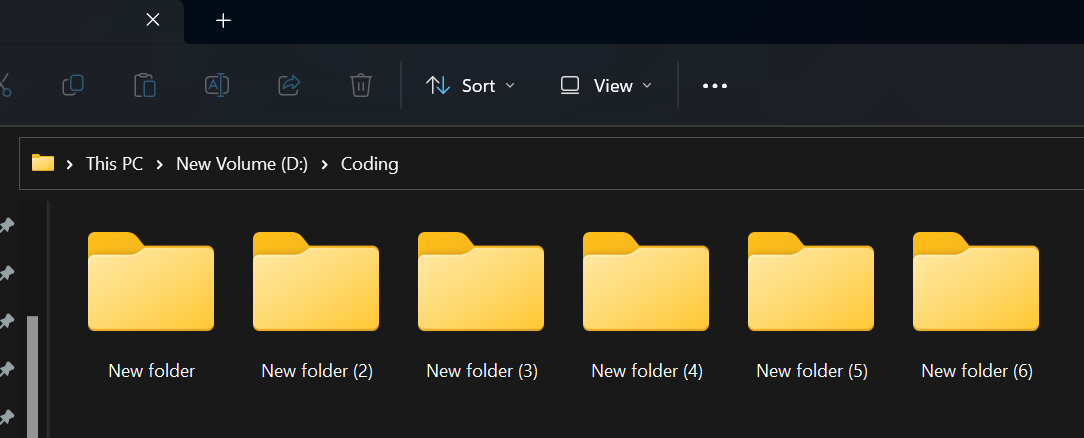 Sort View
This PC New Volume (D:) Coding
New folder New folder (2) New folder (3) New folder (4) New folder (5) New folder (6)